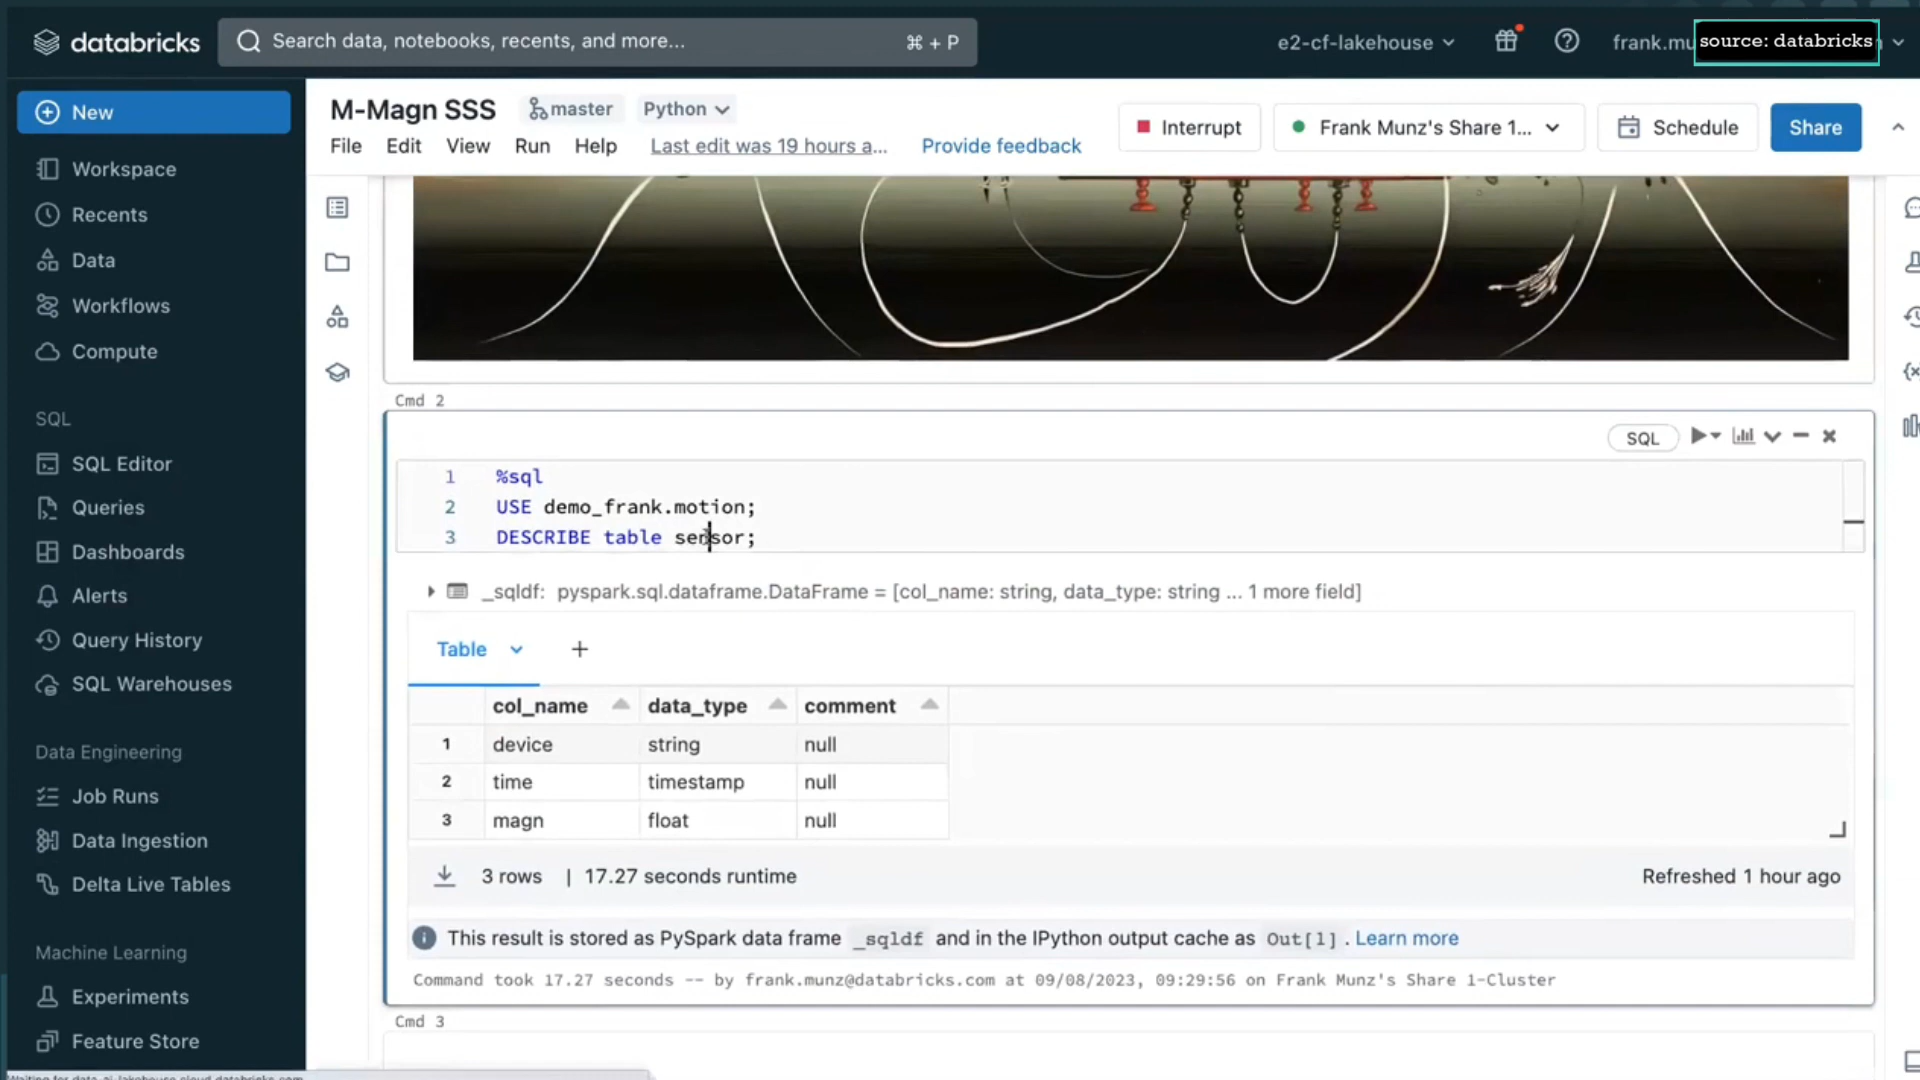 databricks
Search data, notebooks, recents, and more...
⌘ + P
e2-cf-lakehouse
frank.mu
source: databricks
New
Workspace
Recents
Data
Workflows
Compute
SQL
SQL Editor
Queries
Dashboards
Alerts
Query History
SQL Warehouses
Data Engineering
Job Runs
Data Ingestion
Delta Live Tables
Machine Learning
Experiments
Feature Store
M-Magn SSS
master
Python
File Edit View Run Help
Last edit was 19 hours a...
Provide feedback
Interrupt
Frank Munz's Share 1...
Schedule
Share
Cmd 2
SQL
1 %sql
2 USE demo_frank.motion;
3 DESCRIBE table sensor;
_sqldf: pyspark.sql.dataframe.DataFrame = [col_name: string, data_type: string ... 1 more field]
Table +
col_name data_type comment
1 device string null
2 time timestamp null
3 magn float null
3 rows | 17.27 seconds runtime
Refreshed 1 hour ago
This result is stored as PySpark data frame _sqldf and in the IPython output cache as Out[1] . Learn more
Command took 17.27 seconds -- by frank.munz@databricks.com at 09/08/2023, 09:29:56 on Frank Munz's Share 1-Cluster
Cmd 3